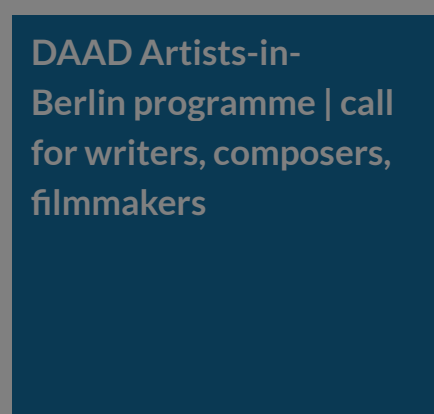 DAAD Artists-in-
Berlin programme | call
for writers, composers,
filmmakers